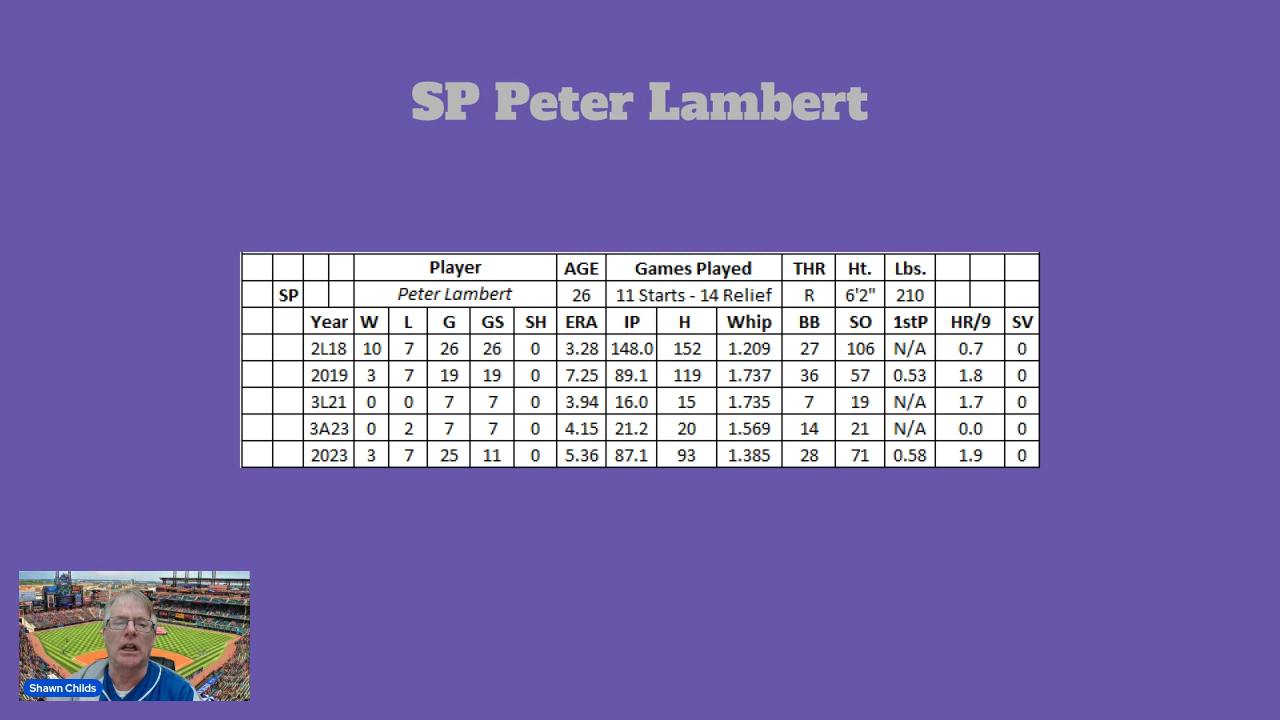 SP Peter Lambert
Player AGE Games Played THR Ht. Lbs.
SP Peter Lambert 26 11 Starts - 14 Relief R 6'2" 210
Year W L G GS SH ERA IP H Whip BB SO 1stP HR/9 SV
2L18 10 7 26 26 0 3.28 148.0 152 1.209 27 106 N/A 0.7 0
2019 3 7 19 19 0 7.25 89.1 119 1.737 36 57 0.53 1.8 0
3L21 0 0 7 7 0 3.94 16.0 15 1.735 7 19 N/A 1.7 0
3A23 0 2 7 7 0 4.15 21.2 20 1.569 14 21 N/A 0.0 0
2023 3 7 25 11 0 5.36 87.1 93 1.385 28 71 0.58 1.9 0
Shawn Childs